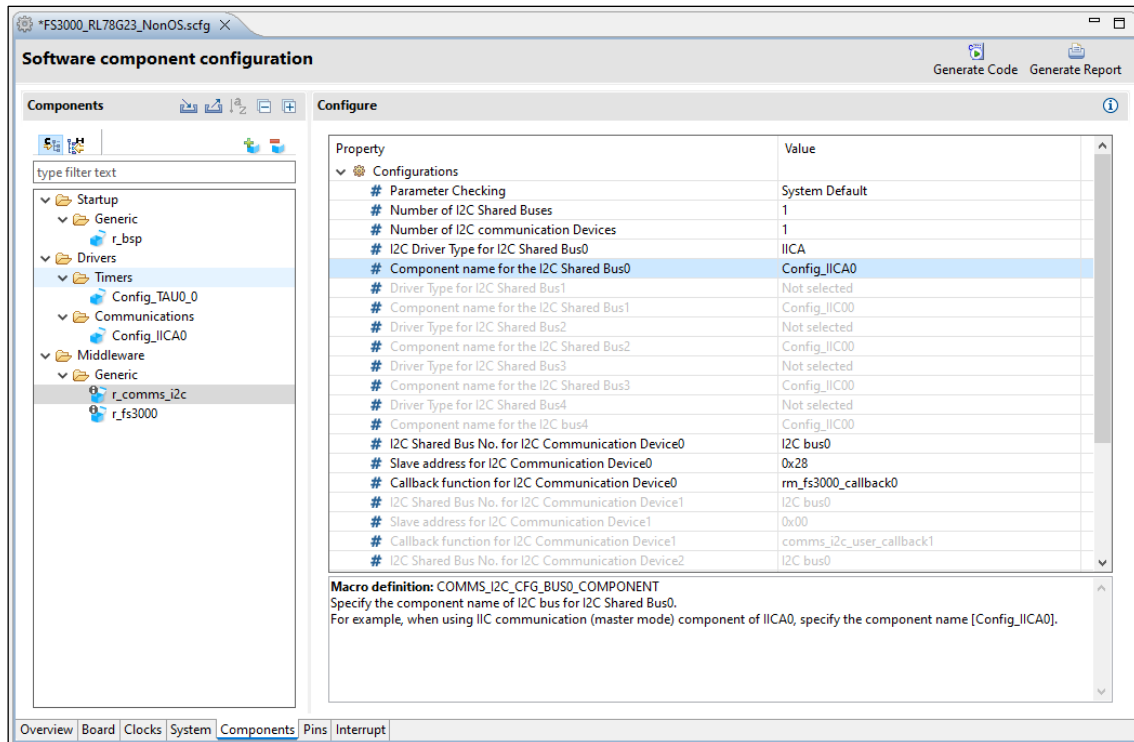 *FS3000_RL78G23_NonOS.scfg
Software component configuration
Generate Code Generate Report
Components
Configure
type filter text
Startup
Generic
r_bsp
Drivers
Timers
Config_TAU0_0
Communications
Config_IICA0
Middleware
Generic
r_comms_i2c
r_fs3000
Property Value
Configurations
# Parameter Checking System Default
# Number of I2C Shared Buses 1
# Number of I2C communication Devices 1
# I2C Driver Type for I2C Shared Bus0 IICA
# Component name for the I2C Shared Bus0 Config_IICA0
# Driver Type for I2C Shared Bus1 Not selected
# Component name for the I2C Shared Bus1 Config_IIC00
# Driver Type for I2C Shared Bus2 Not selected
# Component name for the I2C Shared Bus2 Config_IIC00
# Driver Type for I2C Shared Bus3 Not selected
# Component name for the I2C Shared Bus3 Config_IIC00
# Driver Type for I2C Shared Bus4 Not selected
# Component name for the I2C bus4 Config_IIC00
# I2C Shared Bus No. for I2C Communication Device0 I2C bus0
# Slave address for I2C Communication Device0 0x28
# Callback function for I2C Communication Device0 rm_fs3000_callback0
# I2C Shared Bus No. for I2C Communication Device1 I2C bus0
# Slave address for I2C Communication Device1 0x00
# Callback function for I2C Communication Device1 comms_i2c_user_callback1
# I2C Shared Bus No. for I2C Communication Device2 I2C bus0
Macro definition: COMMS_I2C_CFG_BUS0_COMPONENT
Specify the component name of I2C bus for I2C Shared Bus0.
For example, when using IIC communication (master mode) component of IICA0, specify the component name [Config_IICA0].
Overview Board Clocks System Components Pins Interrupt